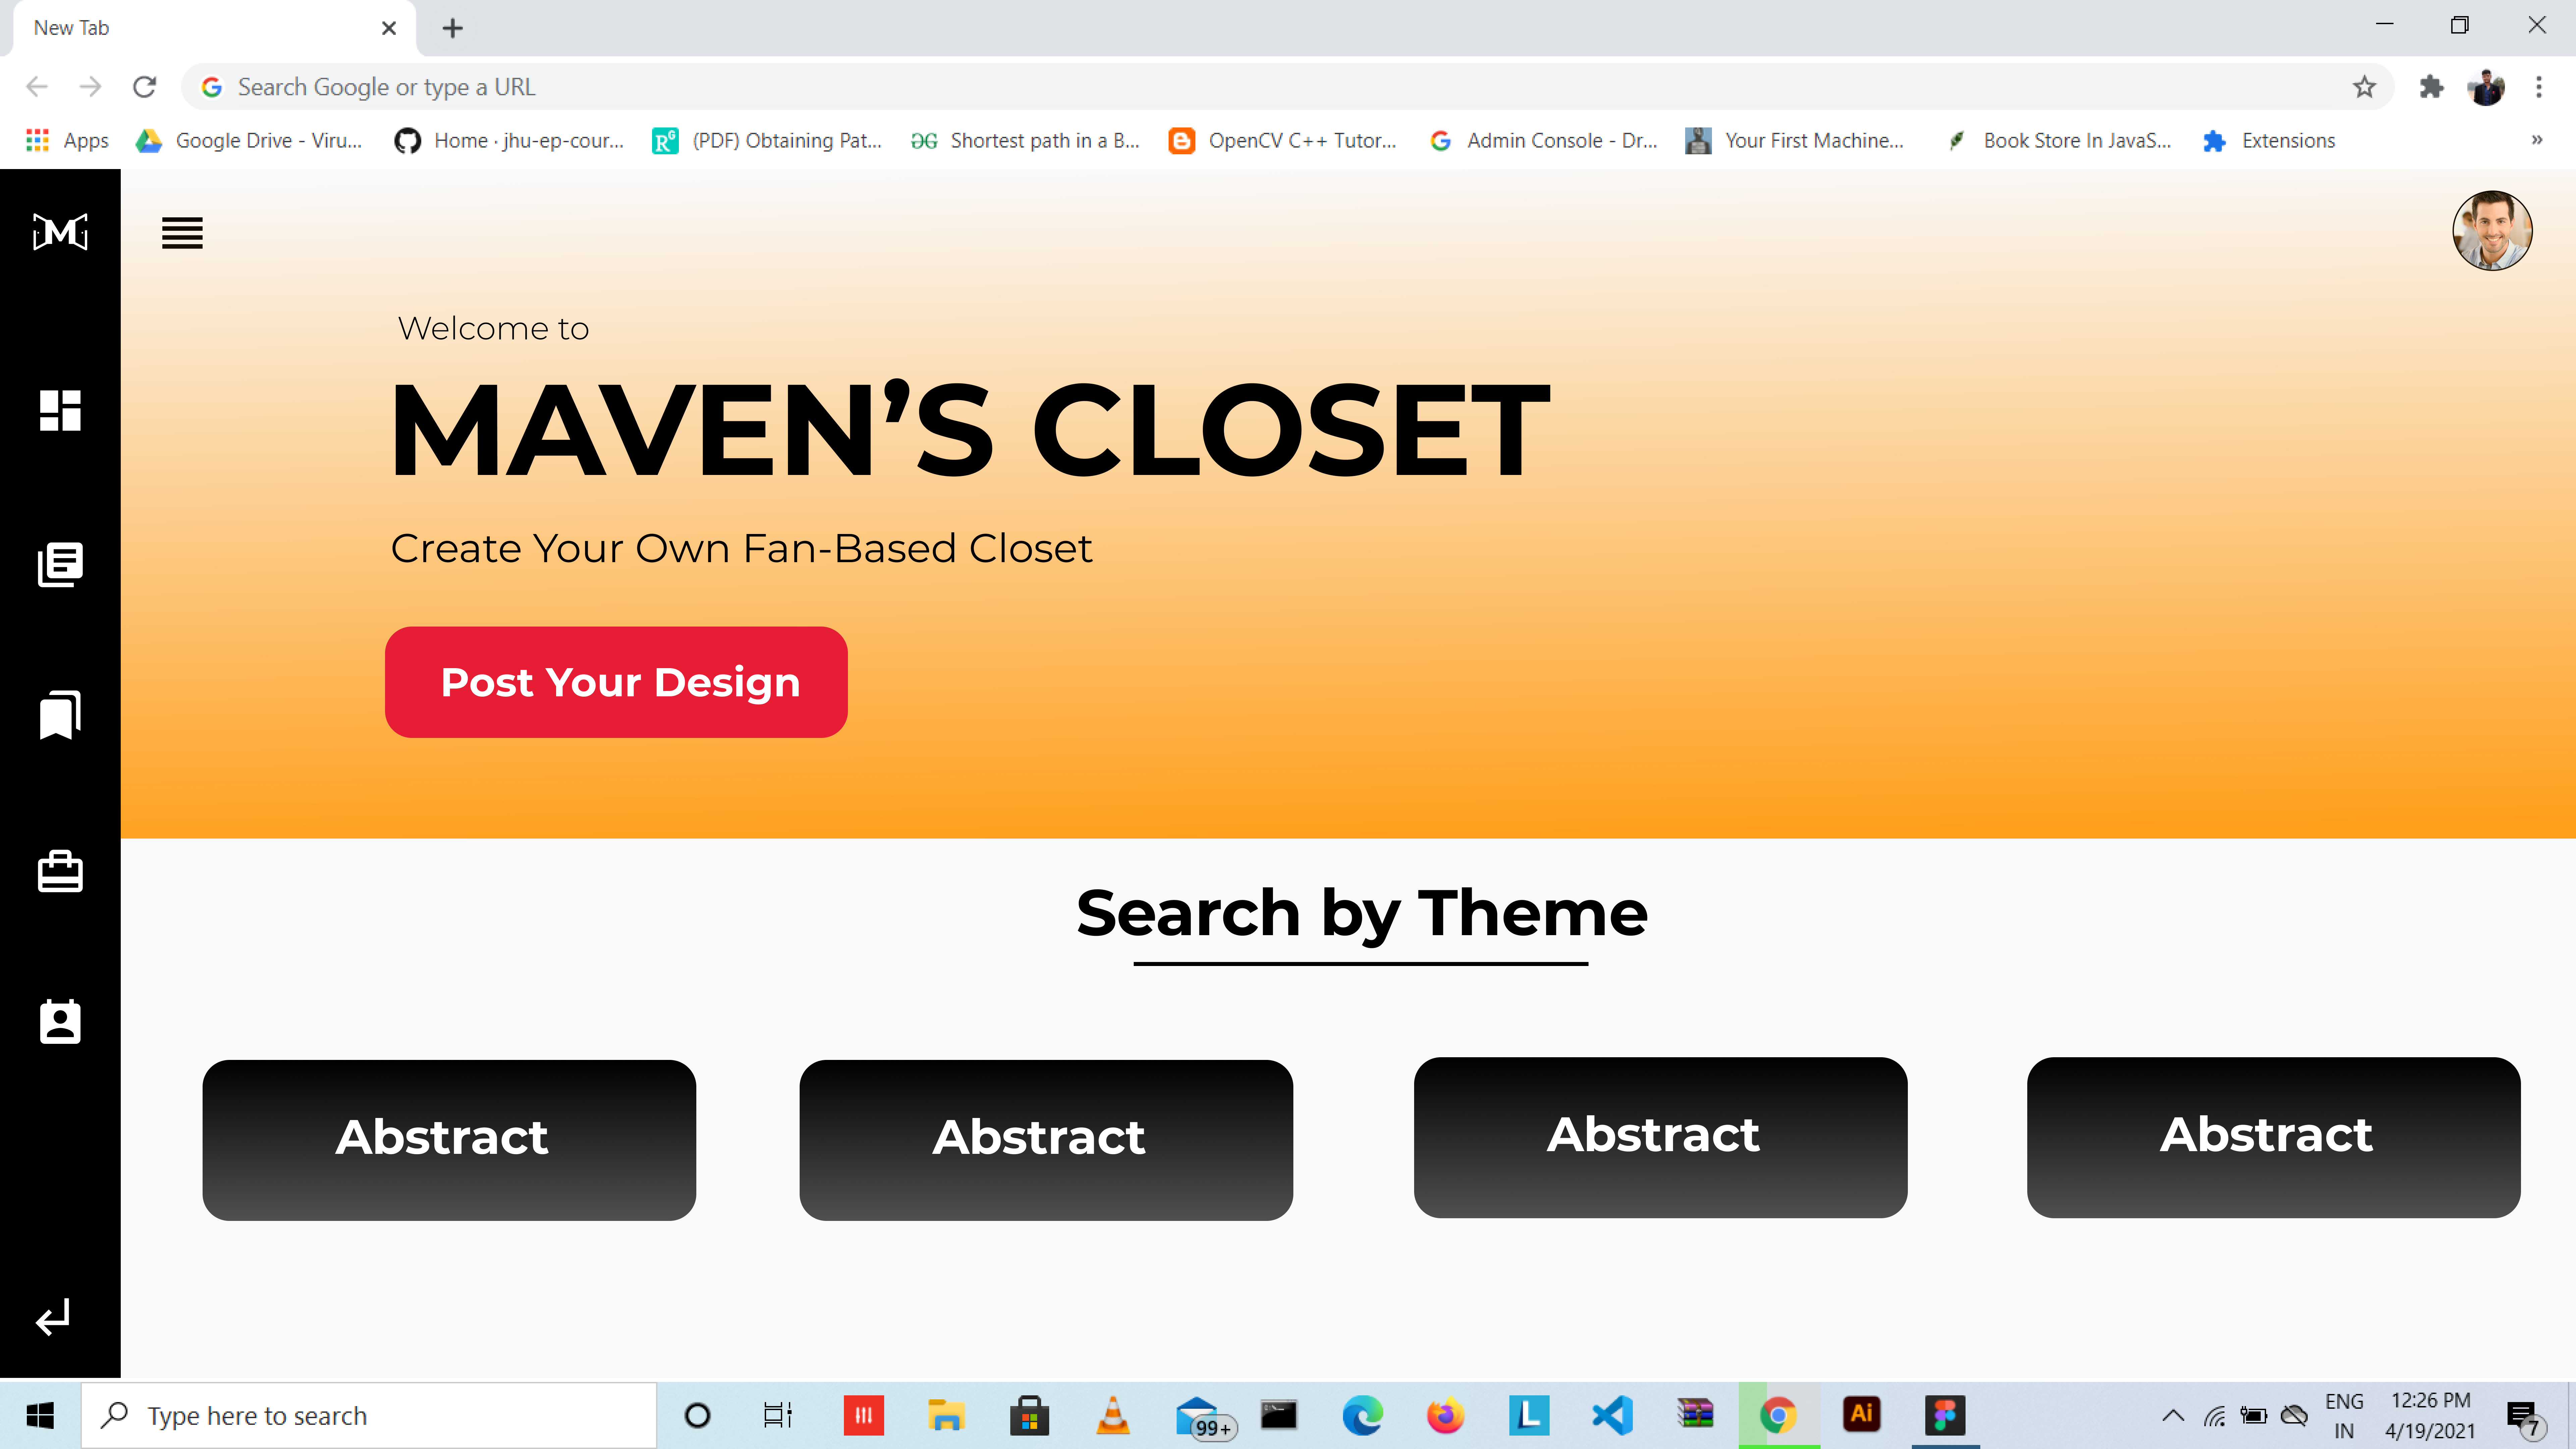 New Tab
Search Google or type a URL
Apps
Google Drive - Viru...
Home · jhu-ep-cour...
(PDF) Obtaining Pat...
Shortest path in a B...
OpenCV C++ Tutor...
Admin Console - Dr...
Your First Machine...
Book Store In JavaS...
Extensions
»
M
Welcome to
MAVEN’S CLOSET
Create Your Own Fan-Based Closet
Post Your Design
Search by Theme
Abstract
Abstract
Abstract
Abstract
Type here to search
99+
L
Ai
ENG
IN
12:26 PM
4/19/2021
7